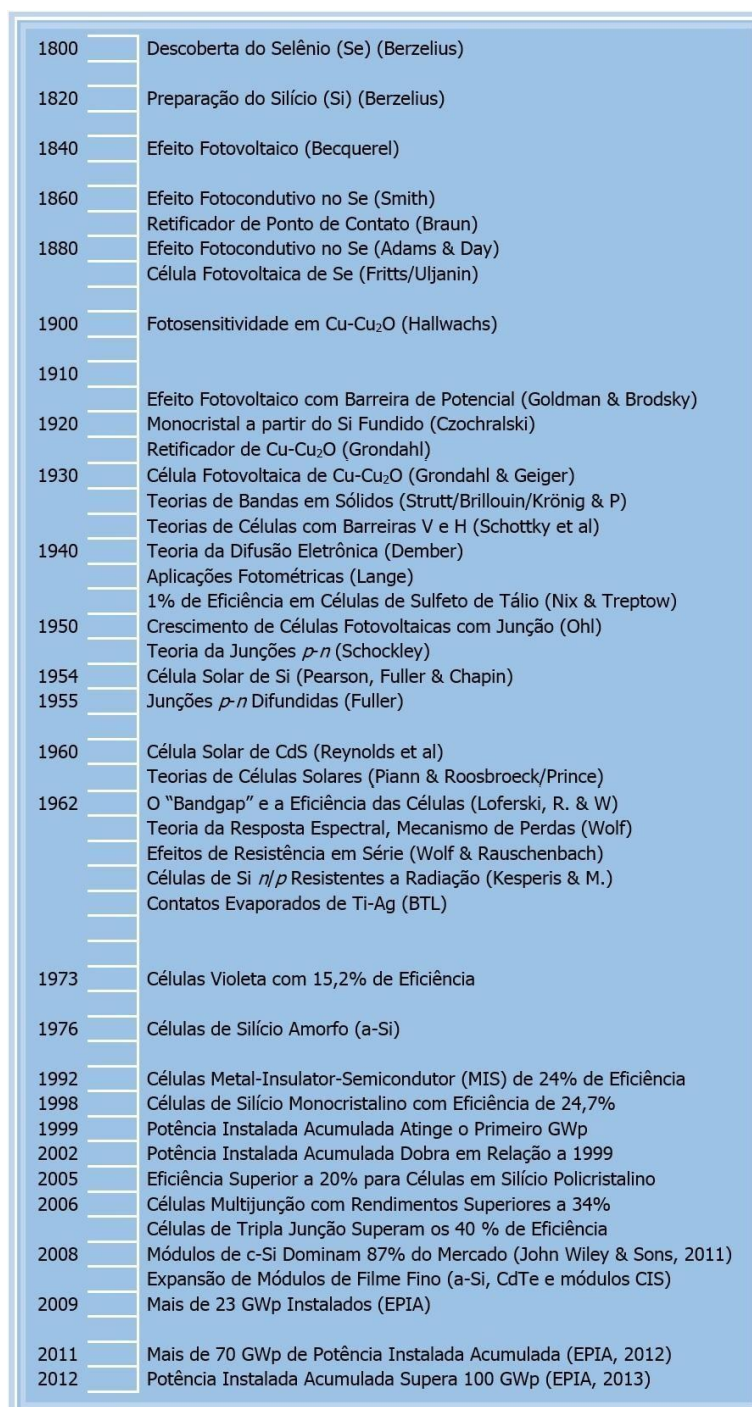 1800 Descoberta do Selênio (Se) (Berzelius)
1820 Preparação do Silício (Si) (Berzelius)
1840 Efeito Fotovoltaico (Becquerel)
1860 Efeito Fotocondutivo no Se (Smith)
Retificador de Ponto de Contato (Braun)
1880 Efeito Fotocondutivo no Se (Adams & Day)
Célula Fotovoltaica de Se (Fritts/Uljanin)
1900 Fotosensitividade em Cu-Cu₂O (Hallwachs)
1910
Efeito Fotovoltaico com Barreira de Potencial (Goldman & Brodsky)
1920 Monocristal a partir do Si Fundido (Czochralski)
Retificador de Cu-Cu₂O (Grondahl)
1930 Célula Fotovoltaica de Cu-Cu₂O (Grondahl & Geiger)
Teorias de Bandas em Sólidos (Strutt/Brillouin/Krönig & P)
Teorias de Células com Barreiras V e H (Schottky et al)
1940 Teoria da Difusão Eletrônica (Dember)
Aplicações Fotométricas (Lange)
1% de Eficiência em Células de Sulfeto de Tálio (Nix & Treptow)
1950 Crescimento de Células Fotovoltaicas com Junção (Ohl)
Teoria da Junções p-n (Schockley)
1954 Célula Solar de Si (Pearson, Fuller & Chapin)
1955 Junções p-n Difundidas (Fuller)
1960 Célula Solar de CdS (Reynolds et al)
Teorias de Células Solares (Piann & Roosbroeck/Prince)
1962 O “Bandgap” e a Eficiência das Células (Loferski, R. & W)
Teoria da Resposta Espectral, Mecanismo de Perdas (Wolf)
Efeitos de Resistência em Série (Wolf & Rauschenbach)
Células de Si n/p Resistentes a Radiação (Kesperis & M.)
Contatos Evaporados de Ti-Ag (BTL)
1973 Células Violeta com 15,2% de Eficiência
1976 Células de Silício Amorfo (a-Si)
1992 Células Metal-Insulator-Semicondutor (MIS) de 24% de Eficiência
1998 Células de Silício Monocristalino com Eficiência de 24,7%
1999 Potência Instalada Acumulada Atinge o Primeiro GWp
2002 Potência Instalada Acumulada Dobra em Relação a 1999
2005 Eficiência Superior a 20% para Células em Silício Policristalino
2006 Células Multijunção com Rendimentos Superiores a 34%
Células de Tripla Junção Superam os 40 % de Eficiência
2008 Módulos de c-Si Dominam 87% do Mercado (John Wiley & Sons, 2011)
Expansão de Módulos de Filme Fino (a-Si, CdTe e módulos CIS)
2009 Mais de 23 GWp Instalados (EPIA)
2011 Mais de 70 GWp de Potência Instalada Acumulada (EPIA, 2012)
2012 Potência Instalada Acumulada Supera 100 GWp (EPIA, 2013)